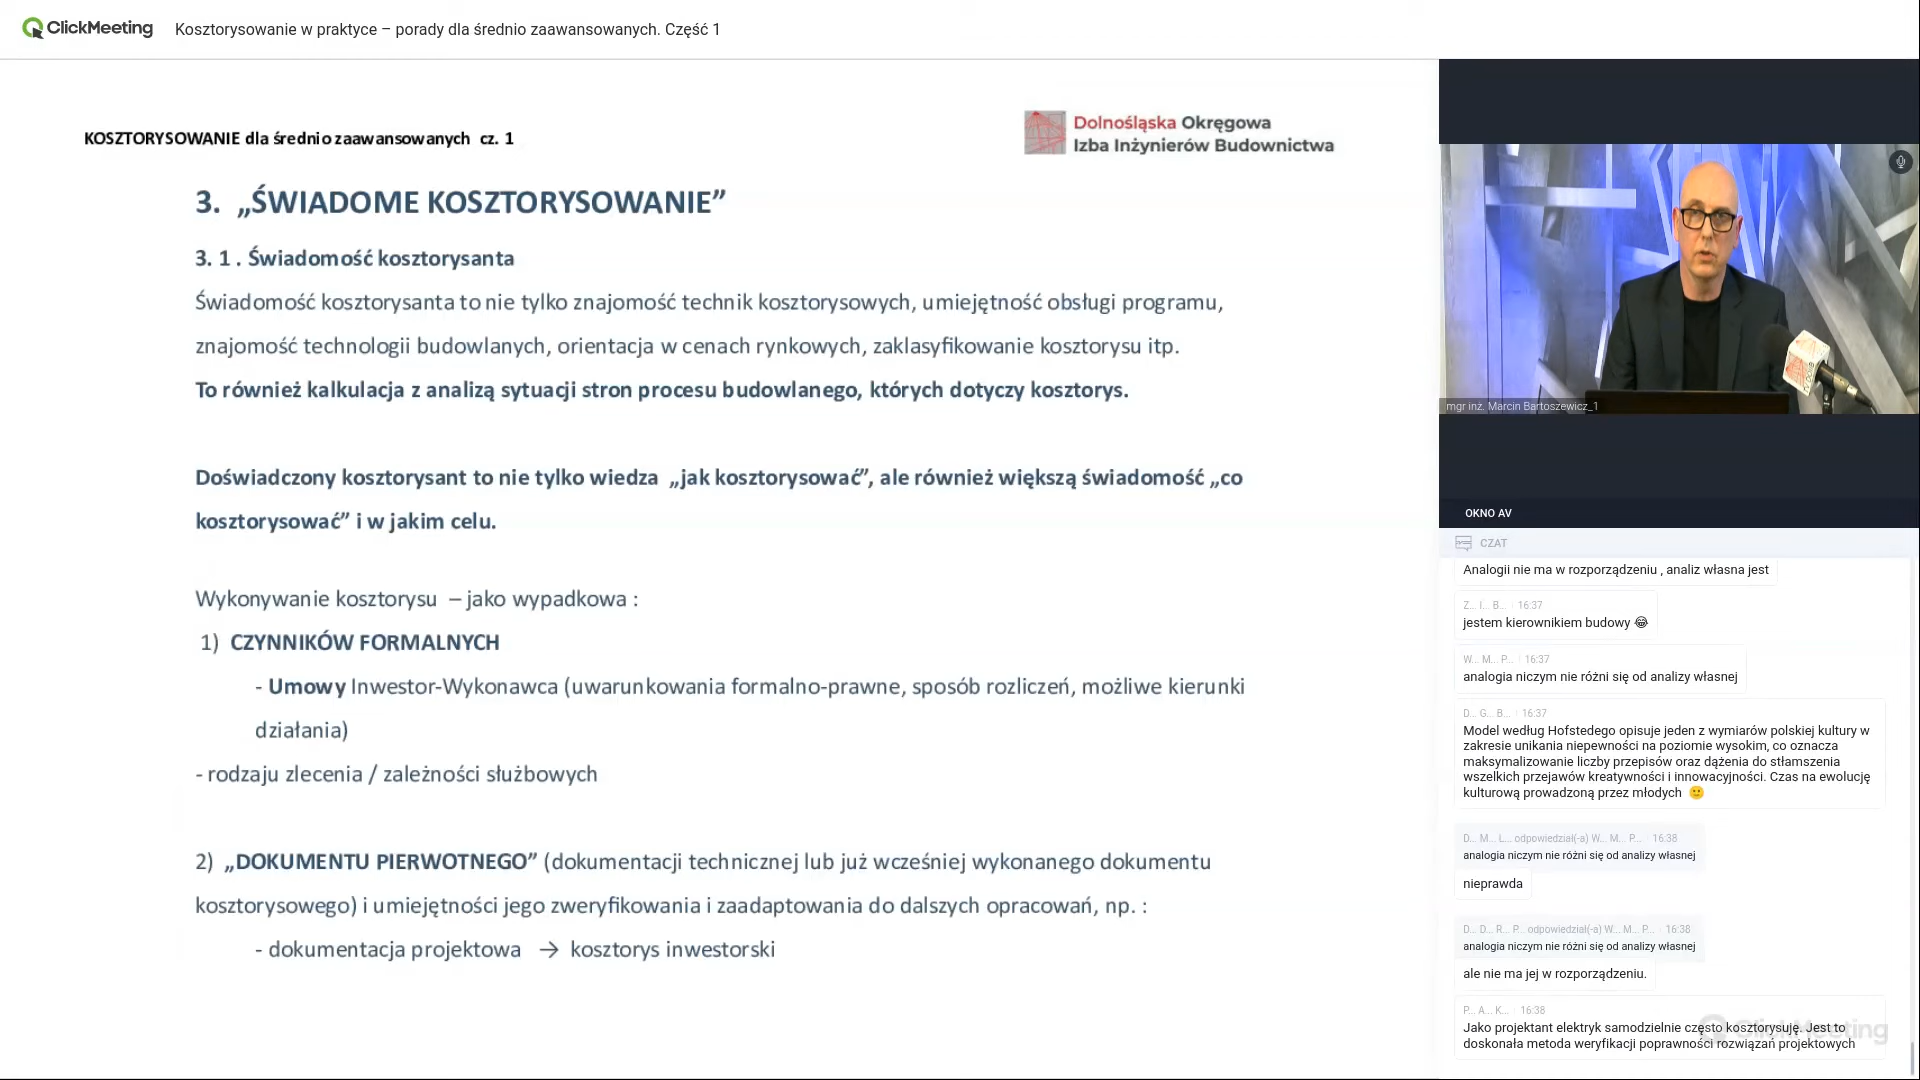 ClickMeeting
Kosztorysowanie w praktyce – porady dla średnio zaawansowanych. Część 1
KOSZTORYSOWANIE dla średnio zaawansowanych cz. 1
Dolnośląska Okręgowa
Izba Inżynierów Budownictwa
3. „ŚWIADOME KOSZTORYSOWANIE”
3. 1 . Świadomość kosztorysanta
Świadomość kosztorysanta to nie tylko znajomość technik kosztorysowych, umiejętność obsługi programu,
znajomość technologii budowlanych, orientacja w cenach rynkowych, zaklasyfikowanie kosztorysu itp.
To również kalkulacja z analizą sytuacji stron procesu budowlanego, których dotyczy kosztorys.
Doświadczony kosztorysant to nie tylko wiedza „jak kosztorysować”, ale również większą świadomość „co
kosztorysować” i w jakim celu.
Wykonywanie kosztorysu – jako wypadkowa :
1) CZYNNIKÓW FORMALNYCH
- Umowy Inwestor-Wykonawca (uwarunkowania formalno-prawne, sposób rozliczeń, możliwe kierunki
działania)
- rodzaju zlecenia / zależności służbowych
2) „DOKUMENTU PIERWOTNEGO” (dokumentacji technicznej lub już wcześniej wykonanego dokumentu
kosztorysowego) i umiejętności jego zweryfikowania i zaadaptowania do dalszych opracowań, np. :
- dokumentacja projektowa → kosztorys inwestorski
mgr inż. Marcin Bartoszewicz_1
OKNO AV
CZAT
Analogii nie ma w rozporządzeniu , analiz własna jest
Z... I... B... 16:37
jestem kierownikiem budowy 😂
W... M... P... 16:37
analogia niczym nie różni się od analizy własnej
D... G... B... 16:37
Model według Hofstedego opisuje jeden z wymiarów polskiej kultury w
zakresie unikania niepewności na poziomie wysokim, co oznacza
maksymalizowanie liczby przepisów oraz dążenia do stłamszenia
wszelkich przejawów kreatywności i innowacyjności. Czas na ewolucję
kulturową prowadzoną przez młodych 🙂
D... M... Ł... odpowiedział(-a) W... M... P... 16:38
analogia niczym nie różni się od analizy własnej
nieprawda
D... D... R... P... odpowiedział(-a) W... M... P... 16:38
analogia niczym nie różni się od analizy własnej
ale nie ma jej w rozporządzeniu.
P... A... K... 16:38
Jako projektant elektryk samodzielnie często kosztorysuję. Jest to
doskonała metoda weryfikacji poprawności rozwiązań projektowych
ClickMeeting